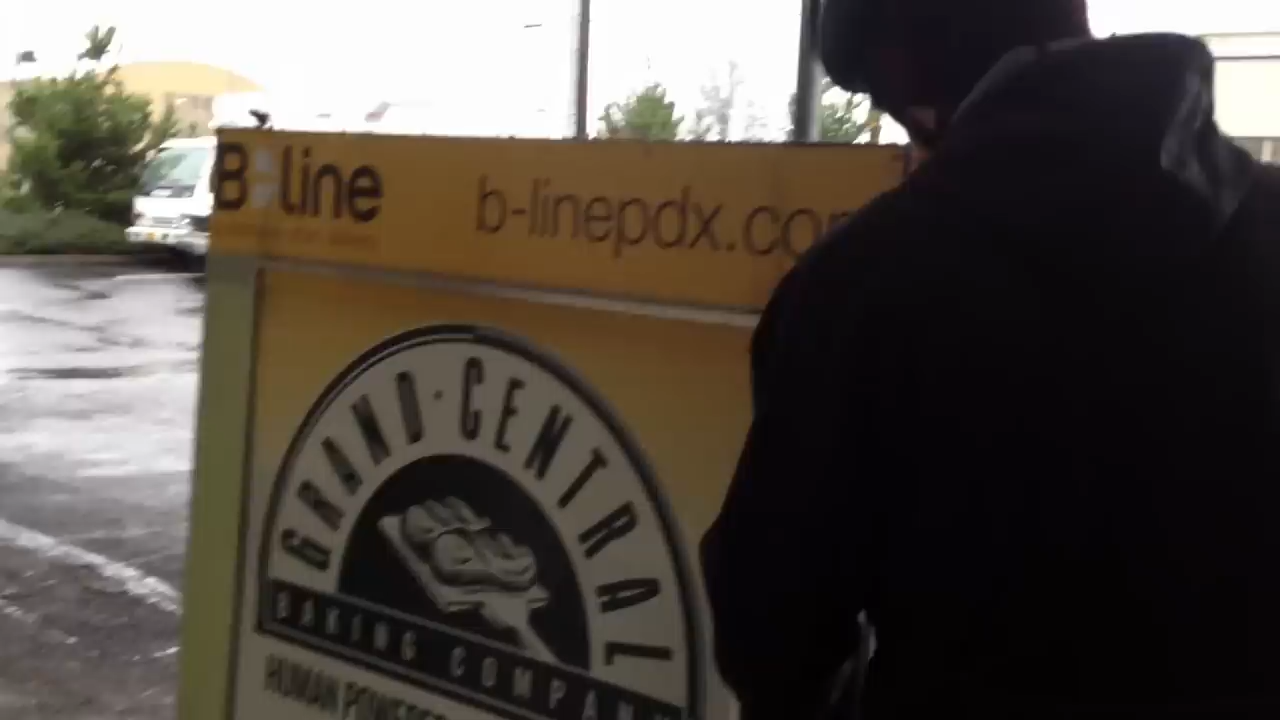 B-line
b-linepdx.com
GRAND·CENTRAL
BAKING COMPANY
HUMAN POWERED